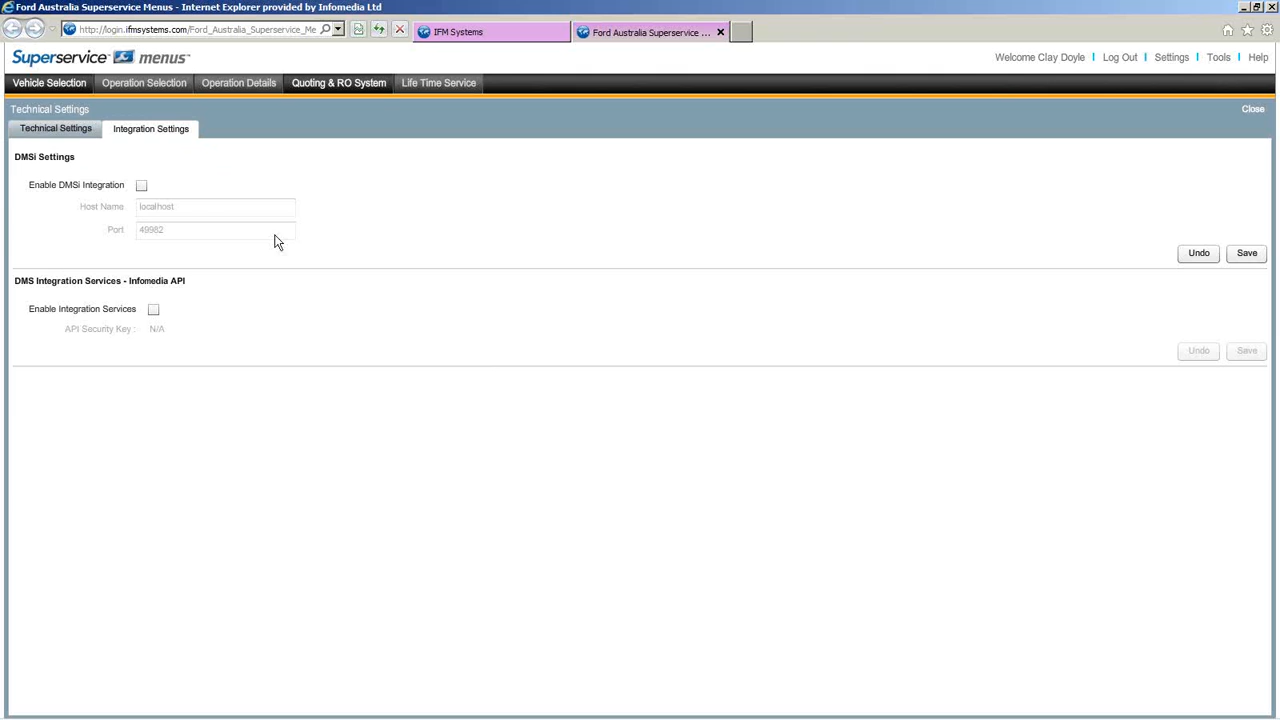 Ford Australia Superservice Menus - Internet Explorer provided by Infomedia Ltd
http://login.ifmsystems.com/Ford_Australia_Superservice_Me
IFM Systems
Ford Australia Superservice ...
Superservice menus
Welcome Clay Doyle Log Out Settings Tools Help
Vehicle Selection Operation Selection Operation Details Quoting & RO System Life Time Service
Technical Settings Close
Technical Settings Integration Settings
DMSi Settings
Enable DMSi Integration
Host Name localhost
Port 49982
Undo Save
DMS Integration Services - Infomedia API
Enable Integration Services
API Security Key : N/A
Undo Save